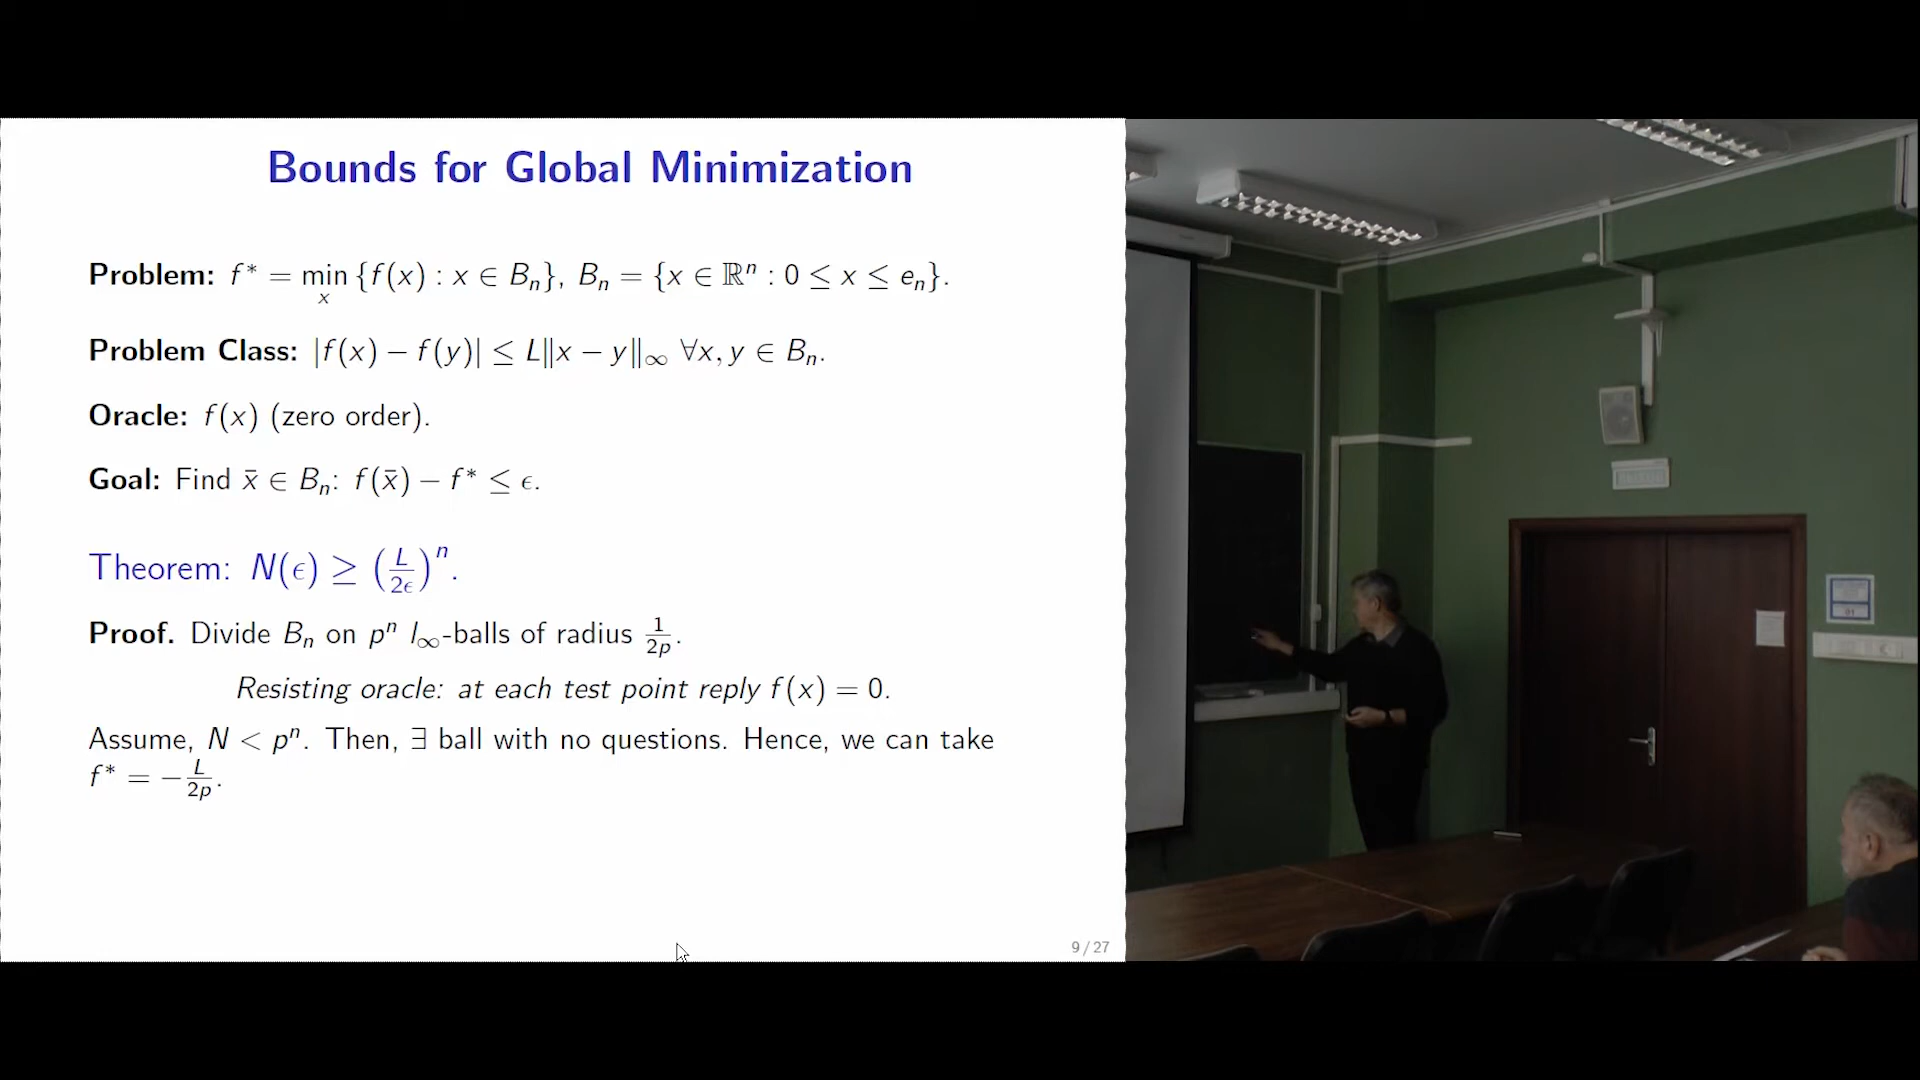 Bounds for Global Minimization
Problem: f* = min_x {f(x) : x ∈ B_n}, B_n = {x ∈ ℝ^n : 0 ≤ x ≤ e_n}.
Problem Class: |f(x) − f(y)| ≤ L‖x − y‖_∞ ∀x, y ∈ B_n.
Oracle: f(x) (zero order).
Goal: Find x̄ ∈ B_n: f(x̄) − f* ≤ ϵ.
Theorem: N(ϵ) ≥ (L/2ϵ)^n.
Proof. Divide B_n on p^n l_∞-balls of radius 1/2p.
Resisting oracle: at each test point reply f(x) = 0.
Assume, N < p^n. Then, ∃ ball with no questions. Hence, we can take
f* = −L/2p.
9 / 27